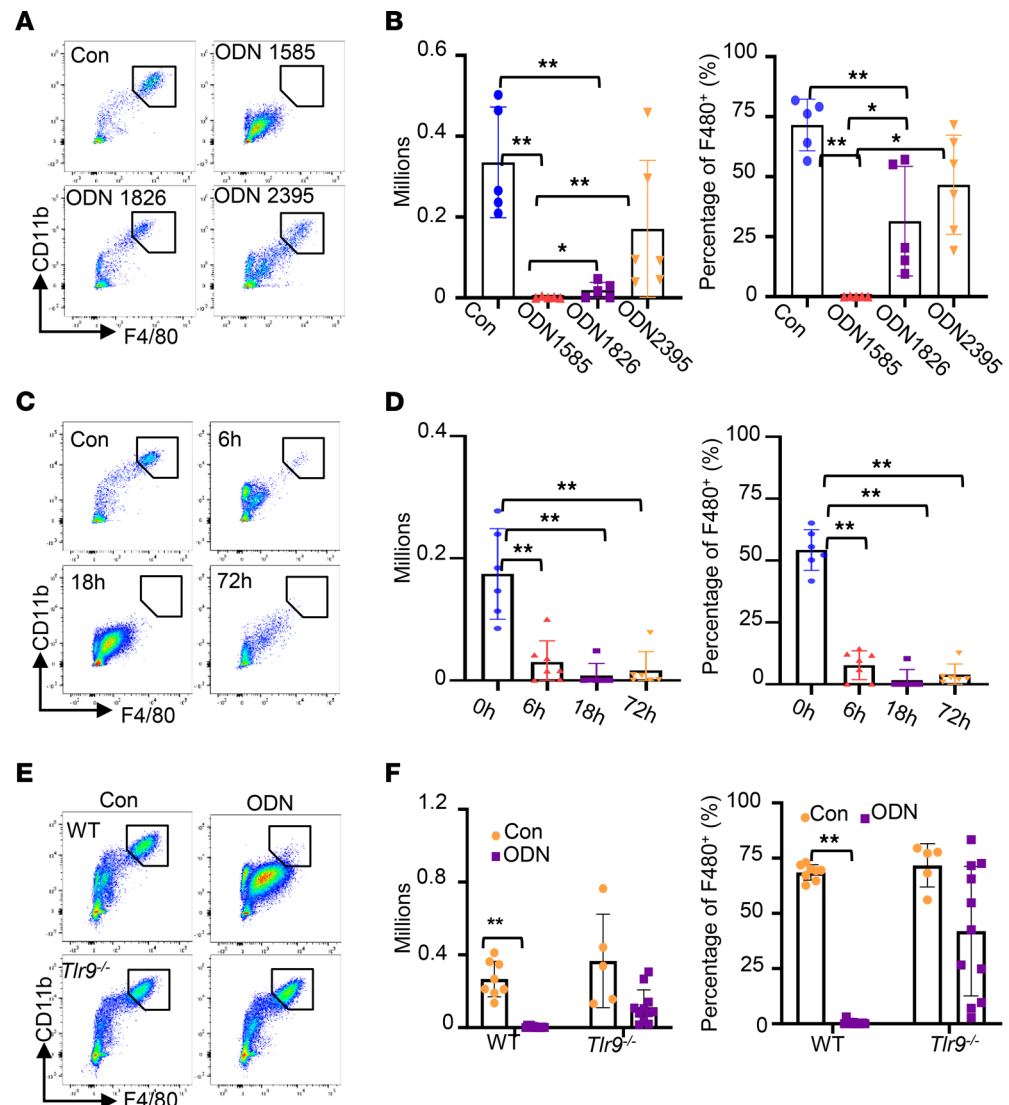 A
Con
ODN 1585
ODN 1826
ODN 2395
CD11b
F4/80
B
Millions
0.6
0.4
0.2
0
**
**
**
*
Con
ODN1585
ODN1826
ODN2395
Percentage of F480+ (%)
100
75
50
25
0
**
*
**
*
Con
ODN1585
ODN1826
ODN2395
C
Con
6h
18h
72h
CD11b
F4/80
D
Millions
0.4
0.2
0
**
**
**
0h
6h
18h
72h
Percentage of F480+ (%)
100
75
50
25
0
**
**
**
0h
6h
18h
72h
E
Con
ODN
WT
Tlr9-/-
CD11b
F4/80
F
Millions
1.2
0.8
0.4
0
Con
ODN
**
WT
Tlr9-/-
Percentage of F480+ (%)
100
75
50
25
0
Con
ODN
**
WT
Tlr9-/-